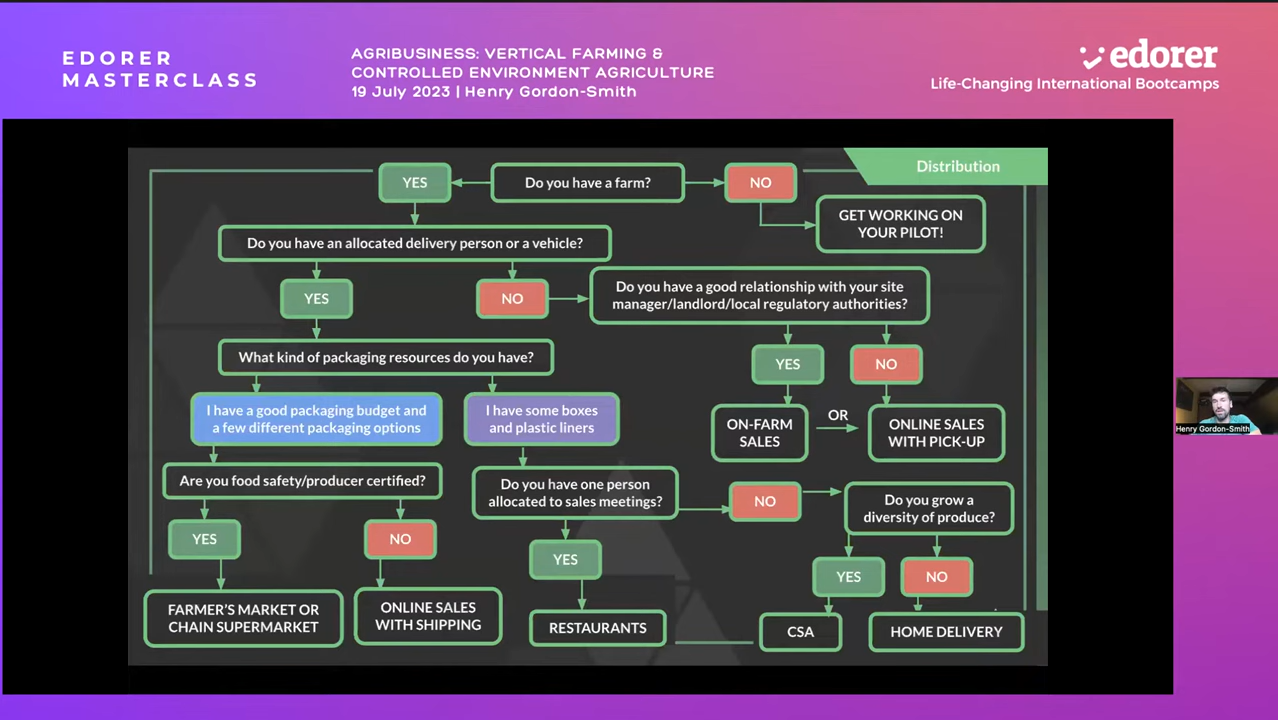 EDORER
MASTERCLASS
AGRIBUSINESS: VERTICAL FARMING &
CONTROLLED ENVIRONMENT AGRICULTURE
19 July 2023 | Henry Gordon-Smith
edorer
Life-Changing International Bootcamps
Distribution
YES
Do you have a farm?
NO
GET WORKING ON
YOUR PILOT!
Do you have an allocated delivery person or a vehicle?
YES
NO
Do you have a good relationship with your site
manager/landlord/local regulatory authorities?
What kind of packaging resources do you have?
YES
NO
I have a good packaging budget and
a few different packaging options
I have some boxes
and plastic liners
ON-FARM
SALES
OR
ONLINE SALES
WITH PICK-UP
Henry Gordon-Smith
Are you food safety/producer certified?
Do you have one person
allocated to sales meetings?
NO
Do you grow a
diversity of produce?
YES
NO
YES
YES
NO
FARMER'S MARKET OR
CHAIN SUPERMARKET
ONLINE SALES
WITH SHIPPING
RESTAURANTS
CSA
HOME DELIVERY